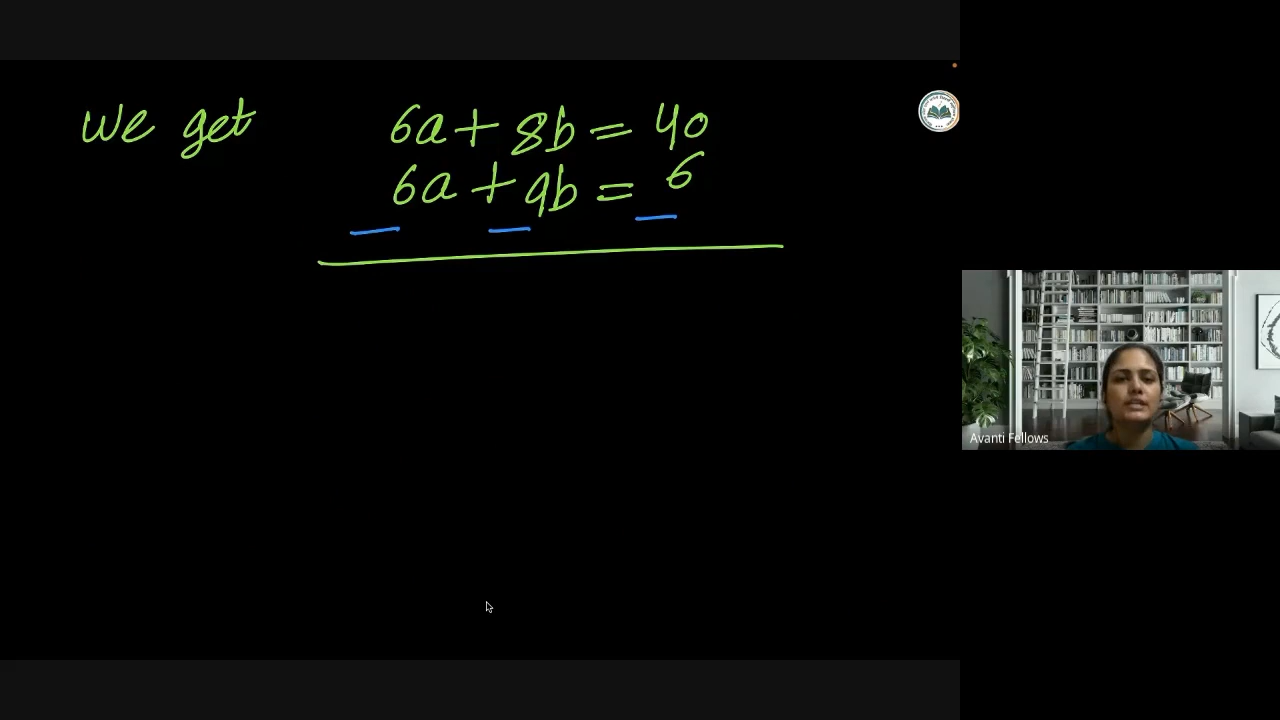 We get 6a + 8b = 40
6a + 9b = 6
Avanti Fellows